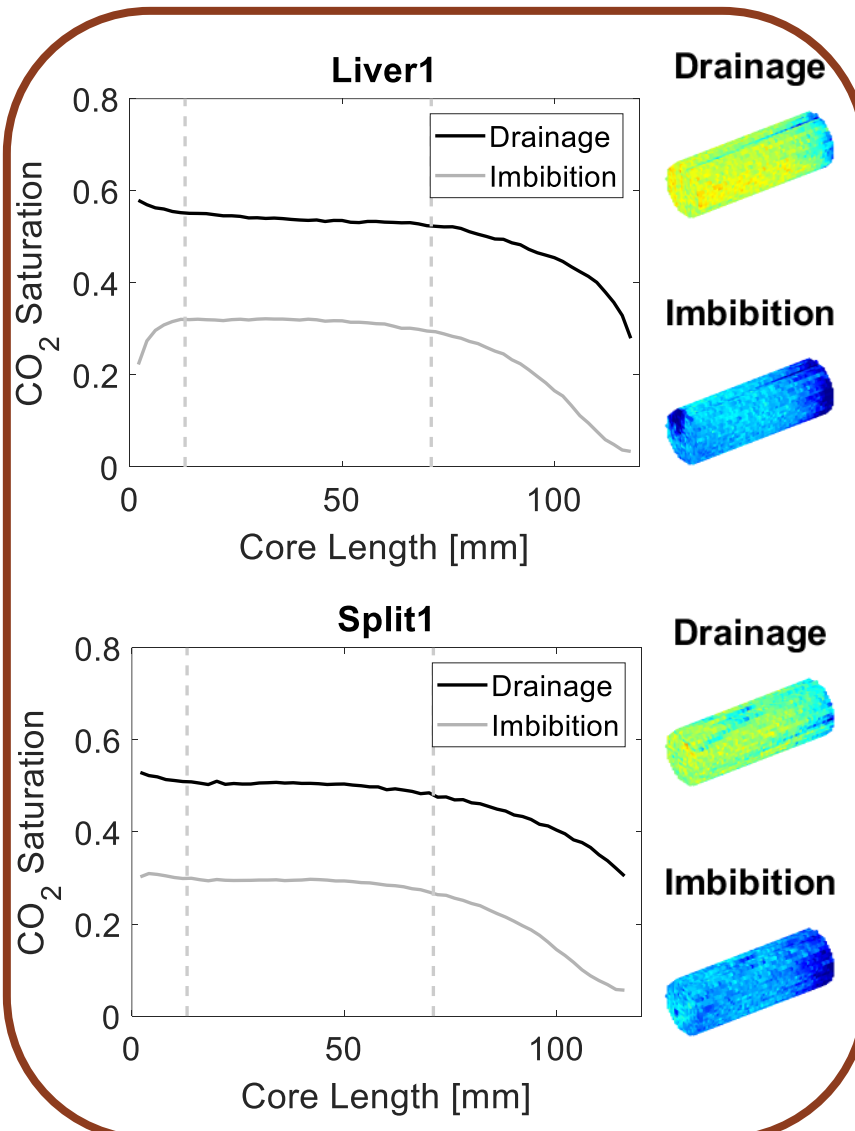 Liver1
Drainage
0.8
0.6
0.4
0.2
0
CO2 Saturation
Drainage
Imbibition
0
50
100
Core Length [mm]
Imbibition
Split1
Drainage
0.8
0.6
0.4
0.2
0
CO2 Saturation
Drainage
Imbibition
0
50
100
Core Length [mm]
Imbibition